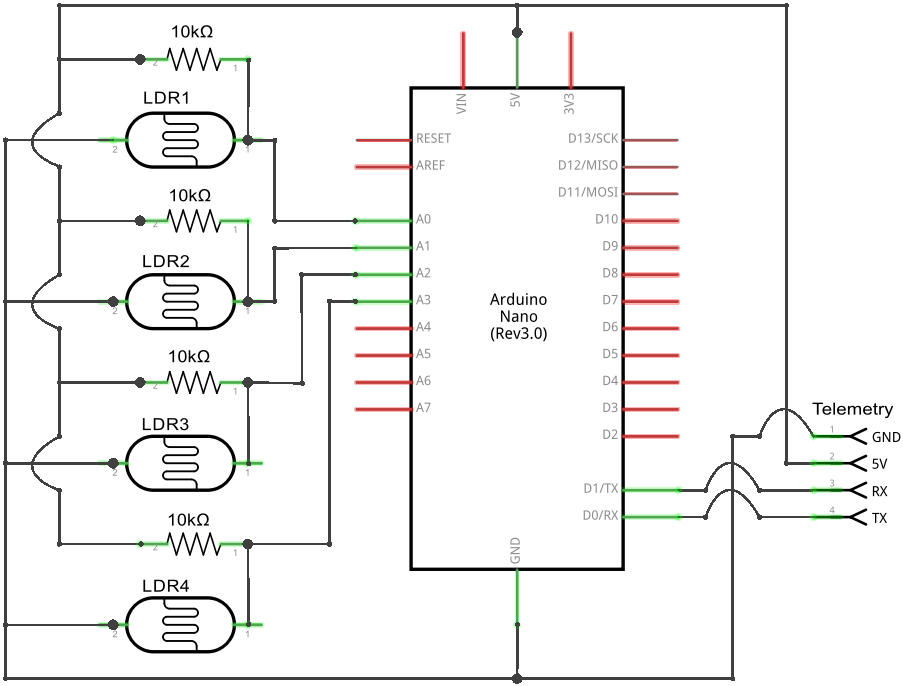 10kΩ
2 1
LDR1
2 1
10kΩ
2 1
LDR2
2 1
10kΩ
2 1
LDR3
2 1
10kΩ
2 1
LDR4
2 1
VIN 5V 3V3
RESET
AREF
A0
A1
A2
A3
A4
A5
A6
A7
Arduino
Nano
(Rev3.0)
D13/SCK
D12/MISO
D11/MOSI
D10
D9
D8
D7
D6
D5
D4
D3
D2
D1/TX
D0/RX
GND
Telemetry
1 GND
2 5V
3 RX
4 TX